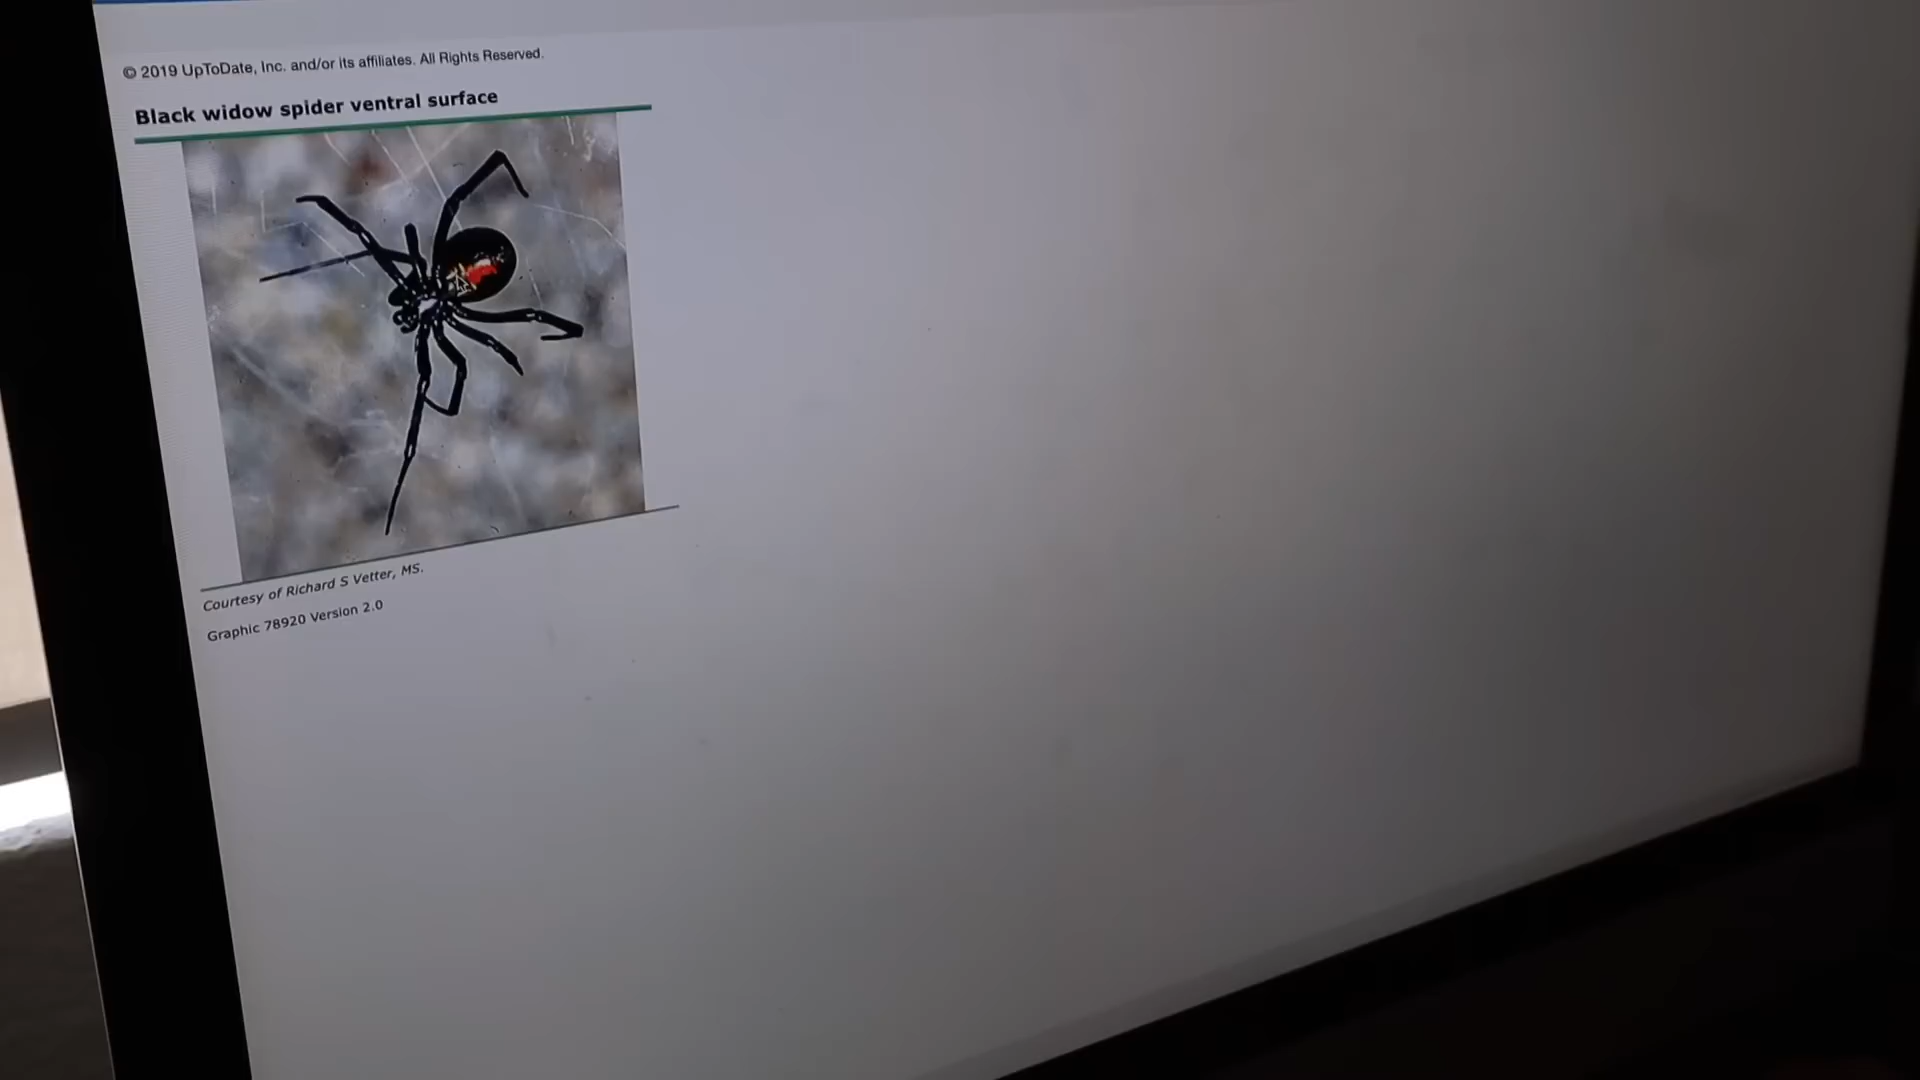 © 2019 UpToDate, Inc. and/or its affiliates. All Rights Reserved.
Black widow spider ventral surface
Courtesy of Richard S Vetter, MS.
Graphic 78920 Version 2.0